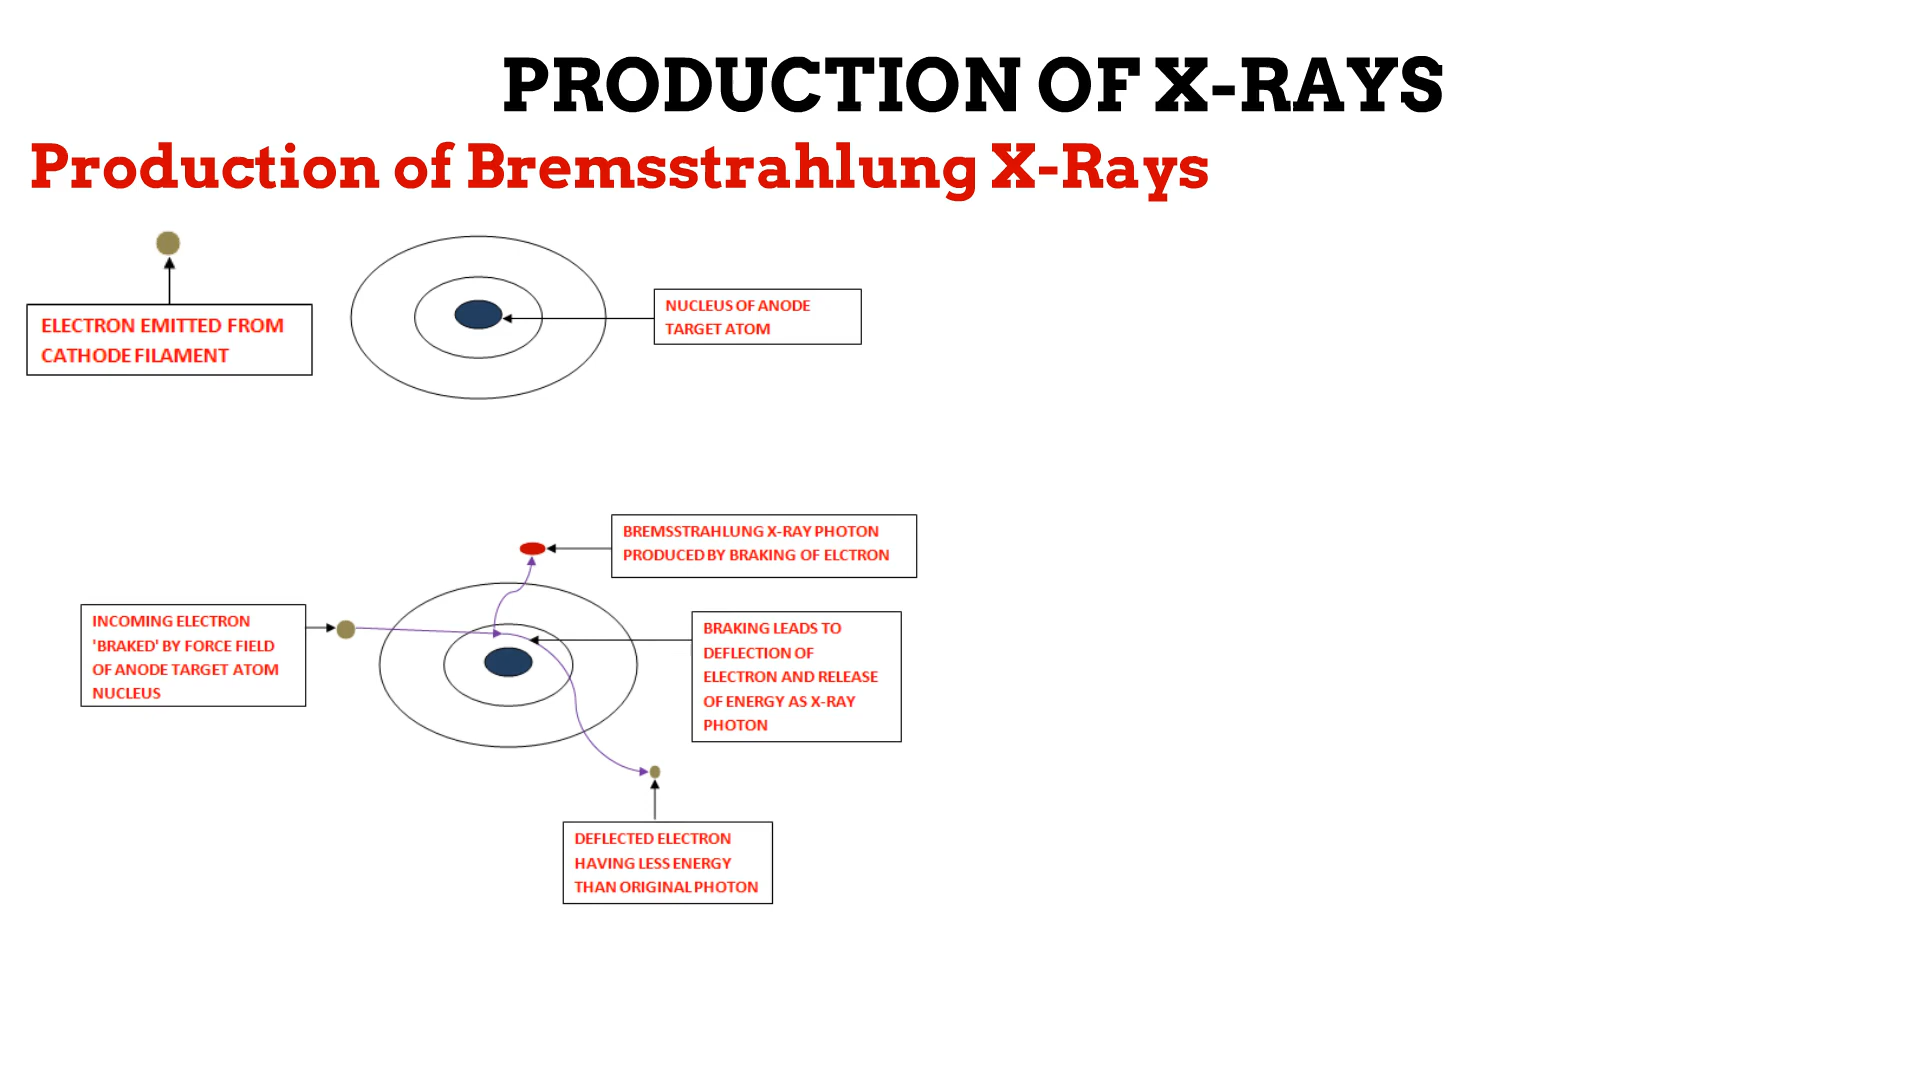 PRODUCTION OF X-RAYS
Production of Bremsstrahlung X-Rays
ELECTRON EMITTED FROM
CATHODE FILAMENT
NUCLEUS OF ANODE
TARGET ATOM
BREMSSTRAHLUNG X-RAY PHOTON
PRODUCED BY BRAKING OF ELCTRON
INCOMING ELECTRON
'BRAKED' BY FORCE FIELD
OF ANODE TARGET ATOM
NUCLEUS
BRAKING LEADS TO
DEFLECTION OF
ELECTRON AND RELEASE
OF ENERGY AS X-RAY
PHOTON
DEFLECTED ELECTRON
HAVING LESS ENERGY
THAN ORIGINAL PHOTON